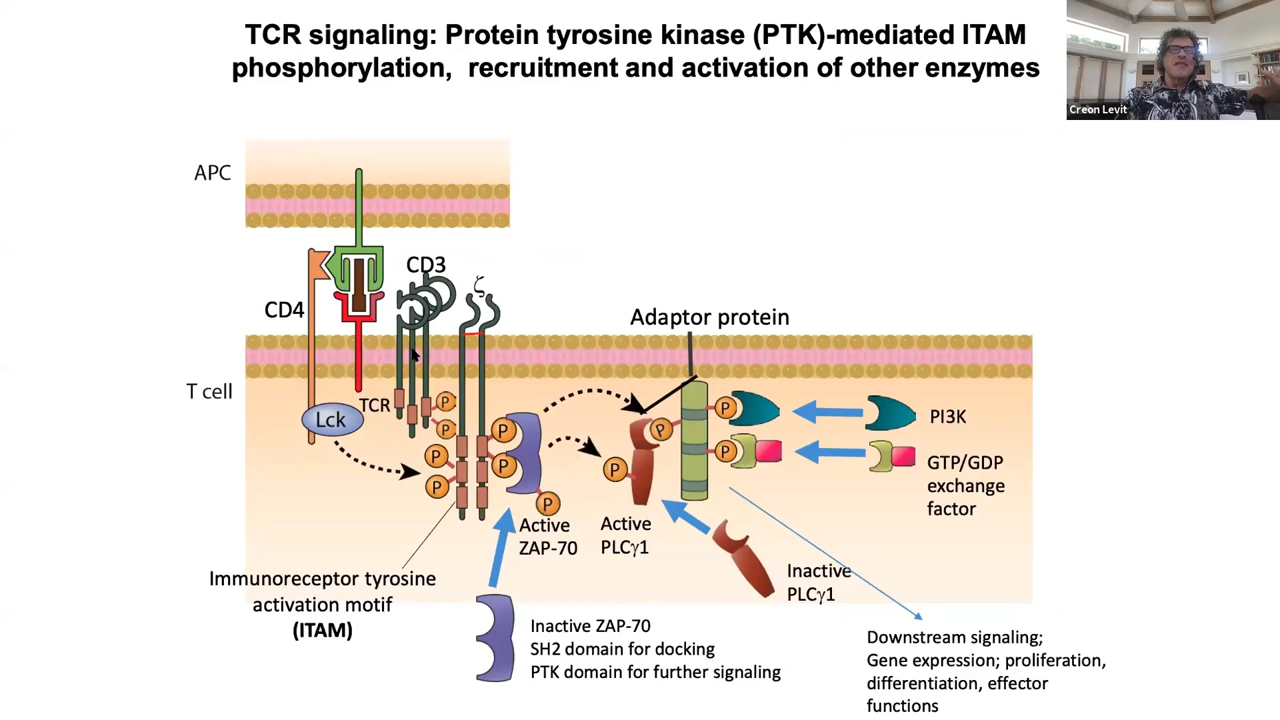 TCR signaling: Protein tyrosine kinase (PTK)-mediated ITAM
phosphorylation, recruitment and activation of other enzymes
Creon Levit
APC
CD3
ζ
CD4
Adaptor protein
T cell
Lck
TCR
P
P
P
P
P
P
P
P
P
P
P
PI3K
GTP/GDP
exchange
factor
Active
ZAP-70
Active
PLCγ1
Inactive
PLCγ1
Immunoreceptor tyrosine
activation motif
(ITAM)
Inactive ZAP-70
SH2 domain for docking
PTK domain for further signaling
Downstream signaling;
Gene expression; proliferation,
differentiation, effector
functions